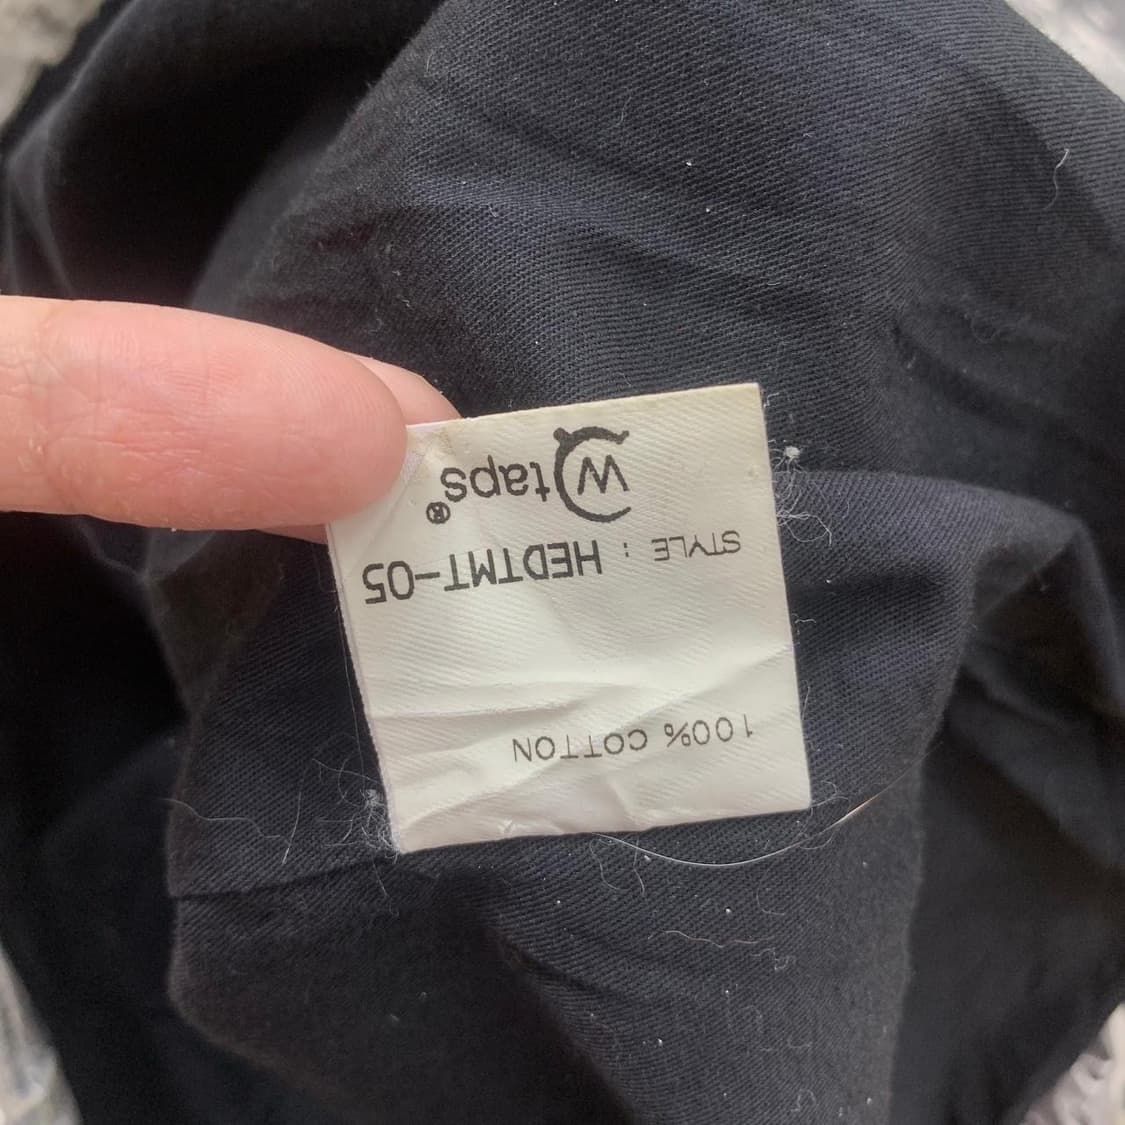 Wtaps®
STYLE : HEDTMT-05
100% COTTON